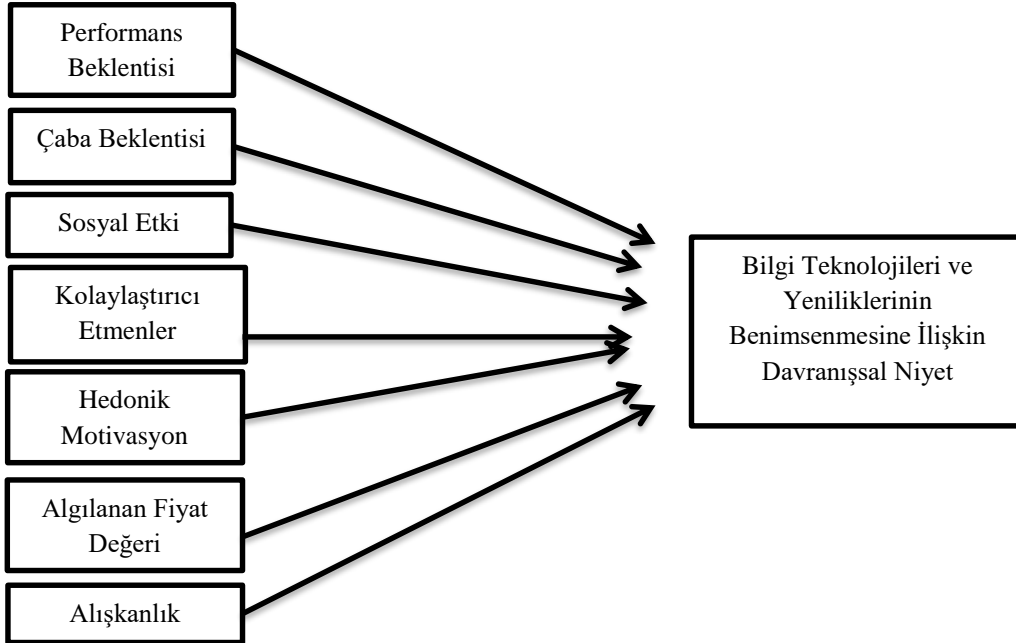 Performans
Beklentisi
Çaba Beklentisi
Sosyal Etki
Kolaylaştırıcı
Etmenler
Hedonik
Motivasyon
Algılanan Fiyat
Değeri
Alışkanlık
Bilgi Teknolojileri ve
Yeniliklerinin
Benimsenmesine İlişkin
Davranışsal Niyet